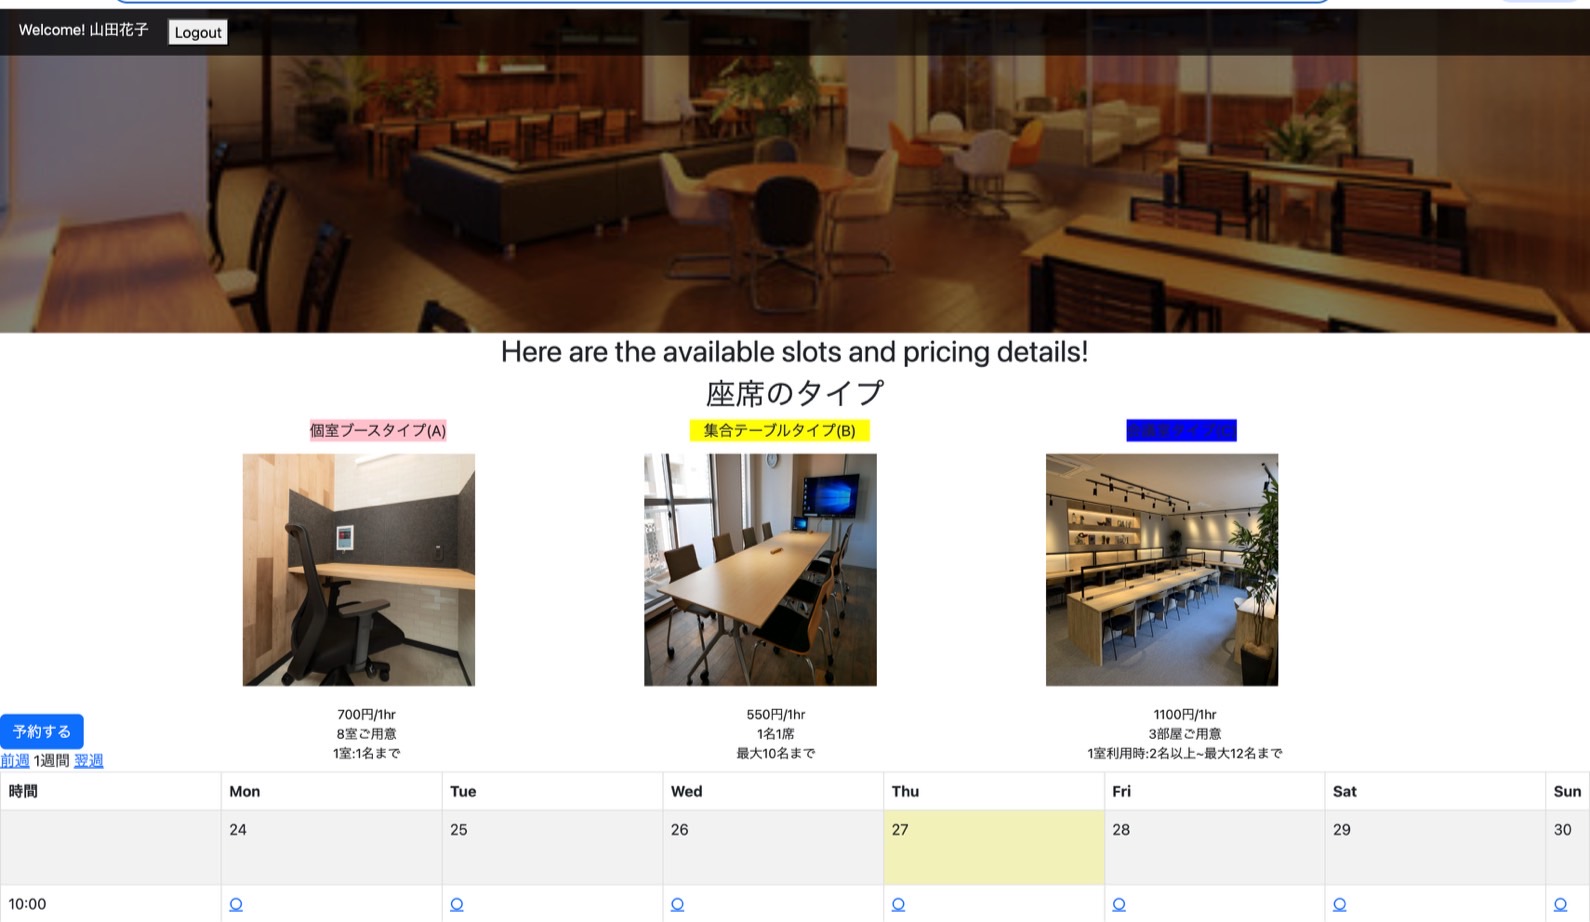 Welcome! 山田花子 Logout
Here are the available slots and pricing details!
座席のタイプ
個室ブースタイプ(A) 集合テーブルタイプ(B)
700円/1hr 550円/1hr 1100円/1hr
8室ご用意 1名1席 3部屋ご用意
1室:1名まで 最大10名まで 1室利用時:2名以上~最大12名まで
予約する
前週 1週間 翌週
時間 Mon Tue Wed Thu Fri Sat Sun
24 25 26 27 28 29 30
10:00 ○ ○ ○ ○ ○ ○ ○